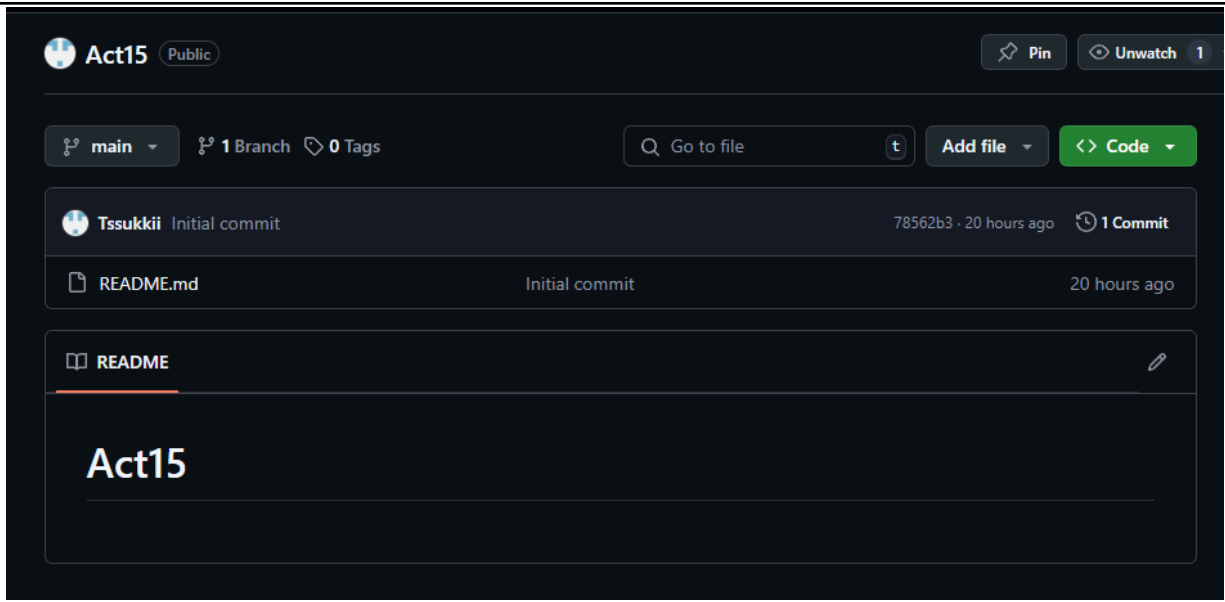 Act15 Public Pin Unwatch 1
main 1 Branch 0 Tags Go to file t Add file <> Code
Tssukkii Initial commit 78562b3 · 20 hours ago 1 Commit
README.md Initial commit 20 hours ago
README
Act15